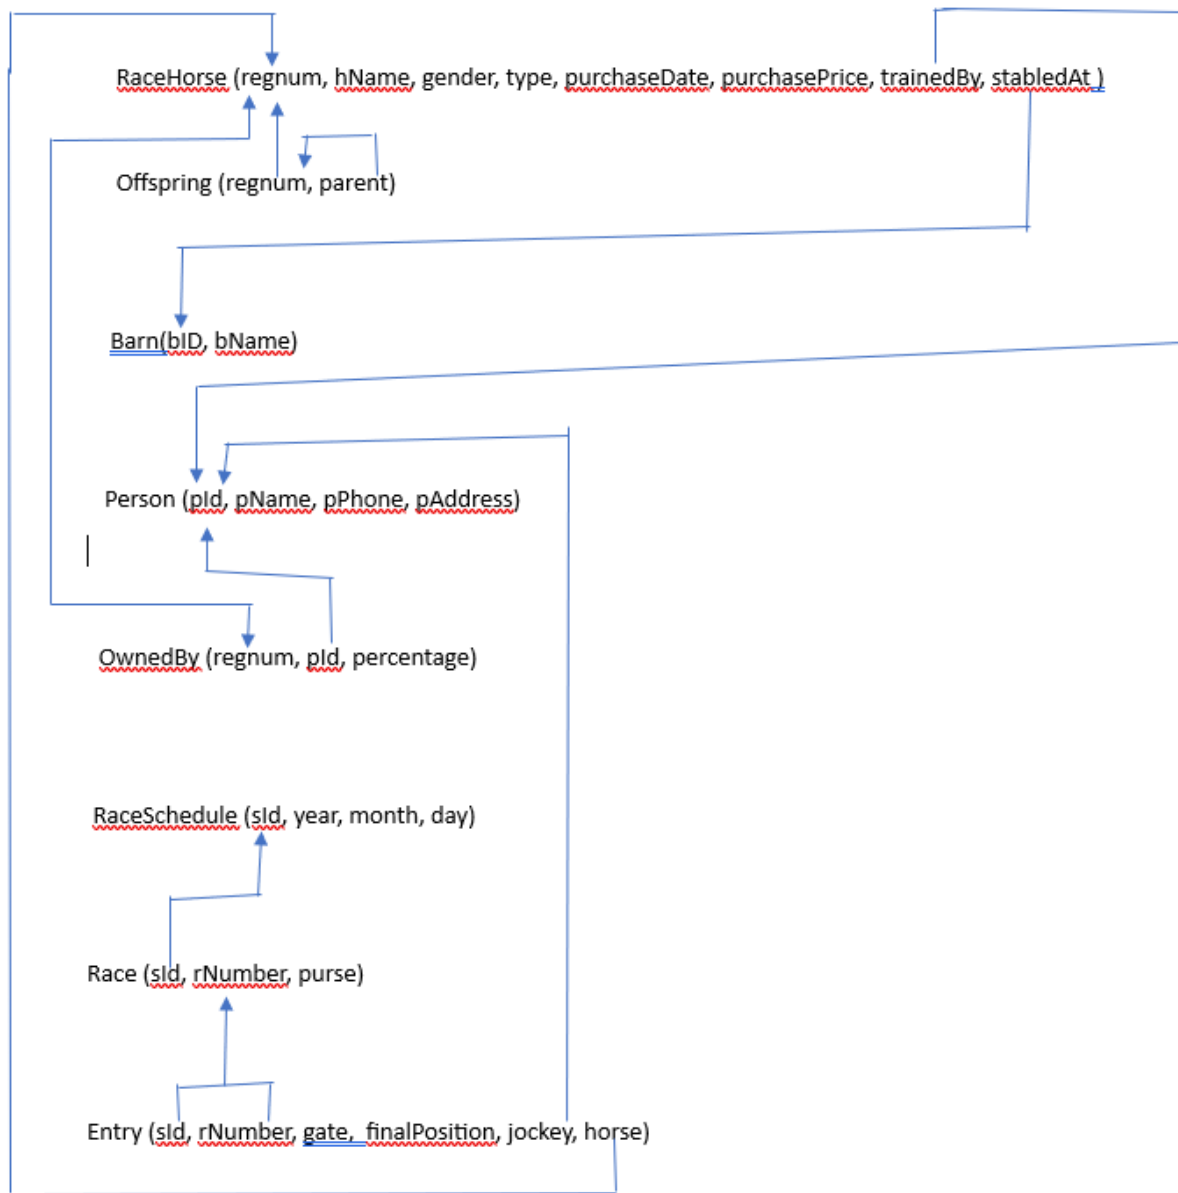 RaceHorse (regnum, hName, gender, type, purchaseDate, purchasePrice, trainedBy, stabledAt )
Offspring (regnum, parent)
Barn(bID, bName)
Person (pId, pName, pPhone, pAddress)
OwnedBy (regnum, pId, percentage)
RaceSchedule (sId, year, month, day)
Race (sId, rNumber, purse)
Entry (sId, rNumber, gate,  finalPosition, jockey, horse)